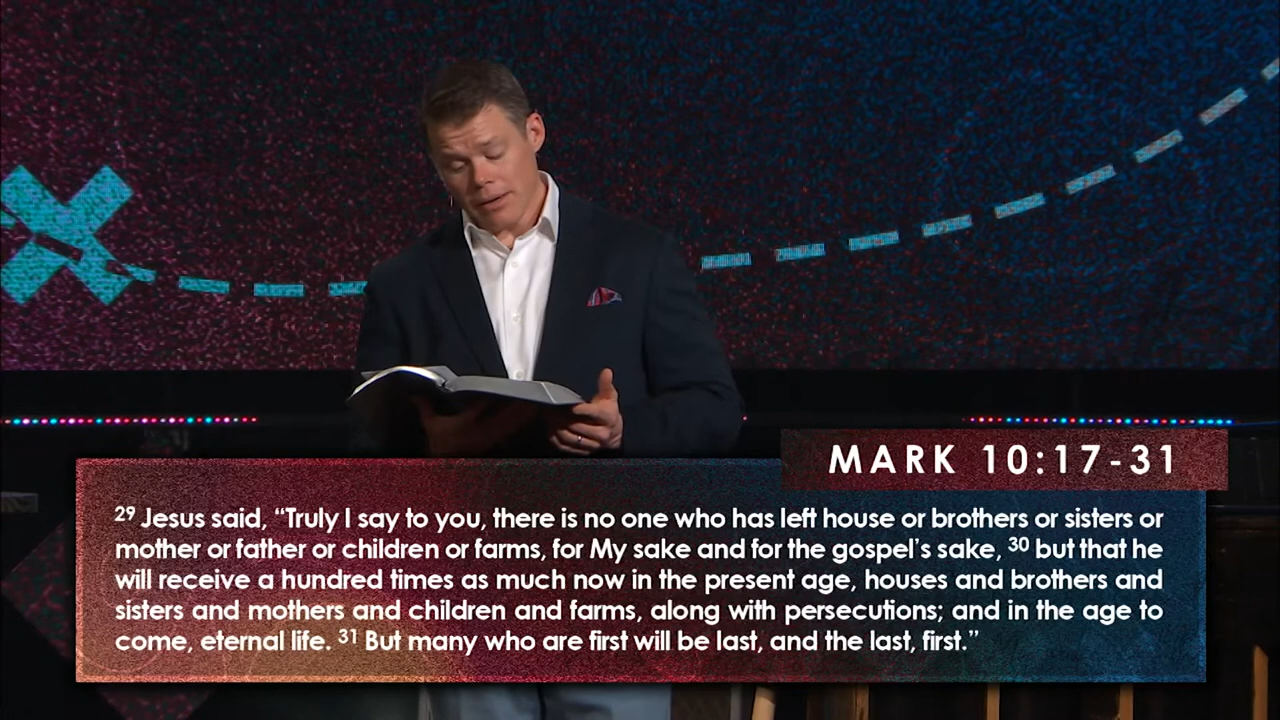 MARK 10:17-31
29 Jesus said, “Truly I say to you, there is no one who has left house or brothers or sisters or
mother or father or children or farms, for My sake and for the gospel’s sake, 30 but that he
will receive a hundred times as much now in the present age, houses and brothers and
sisters and mothers and children and farms, along with persecutions; and in the age to
come, eternal life. 31 But many who are first will be last, and the last, first.”